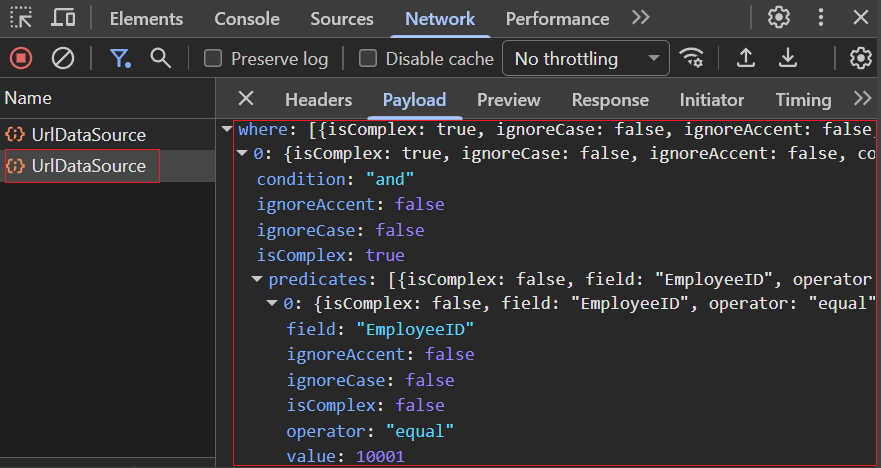 Elements Console Sources Network Performance
Preserve log Disable cache No throttling
Name
Headers Payload Preview Response Initiator Timing
UrlDataSource
UrlDataSource
where: [{isComplex: true, ignoreCase: false, ignoreAccent: false,
0: {isComplex: true, ignoreCase: false, ignoreAccent: false, co
condition: "and"
ignoreAccent: false
ignoreCase: false
isComplex: true
predicates: [{isComplex: false, field: "EmployeeID", operator
0: {isComplex: false, field: "EmployeeID", operator: "equal"
field: "EmployeeID"
ignoreAccent: false
ignoreCase: false
isComplex: false
operator: "equal"
value: 10001